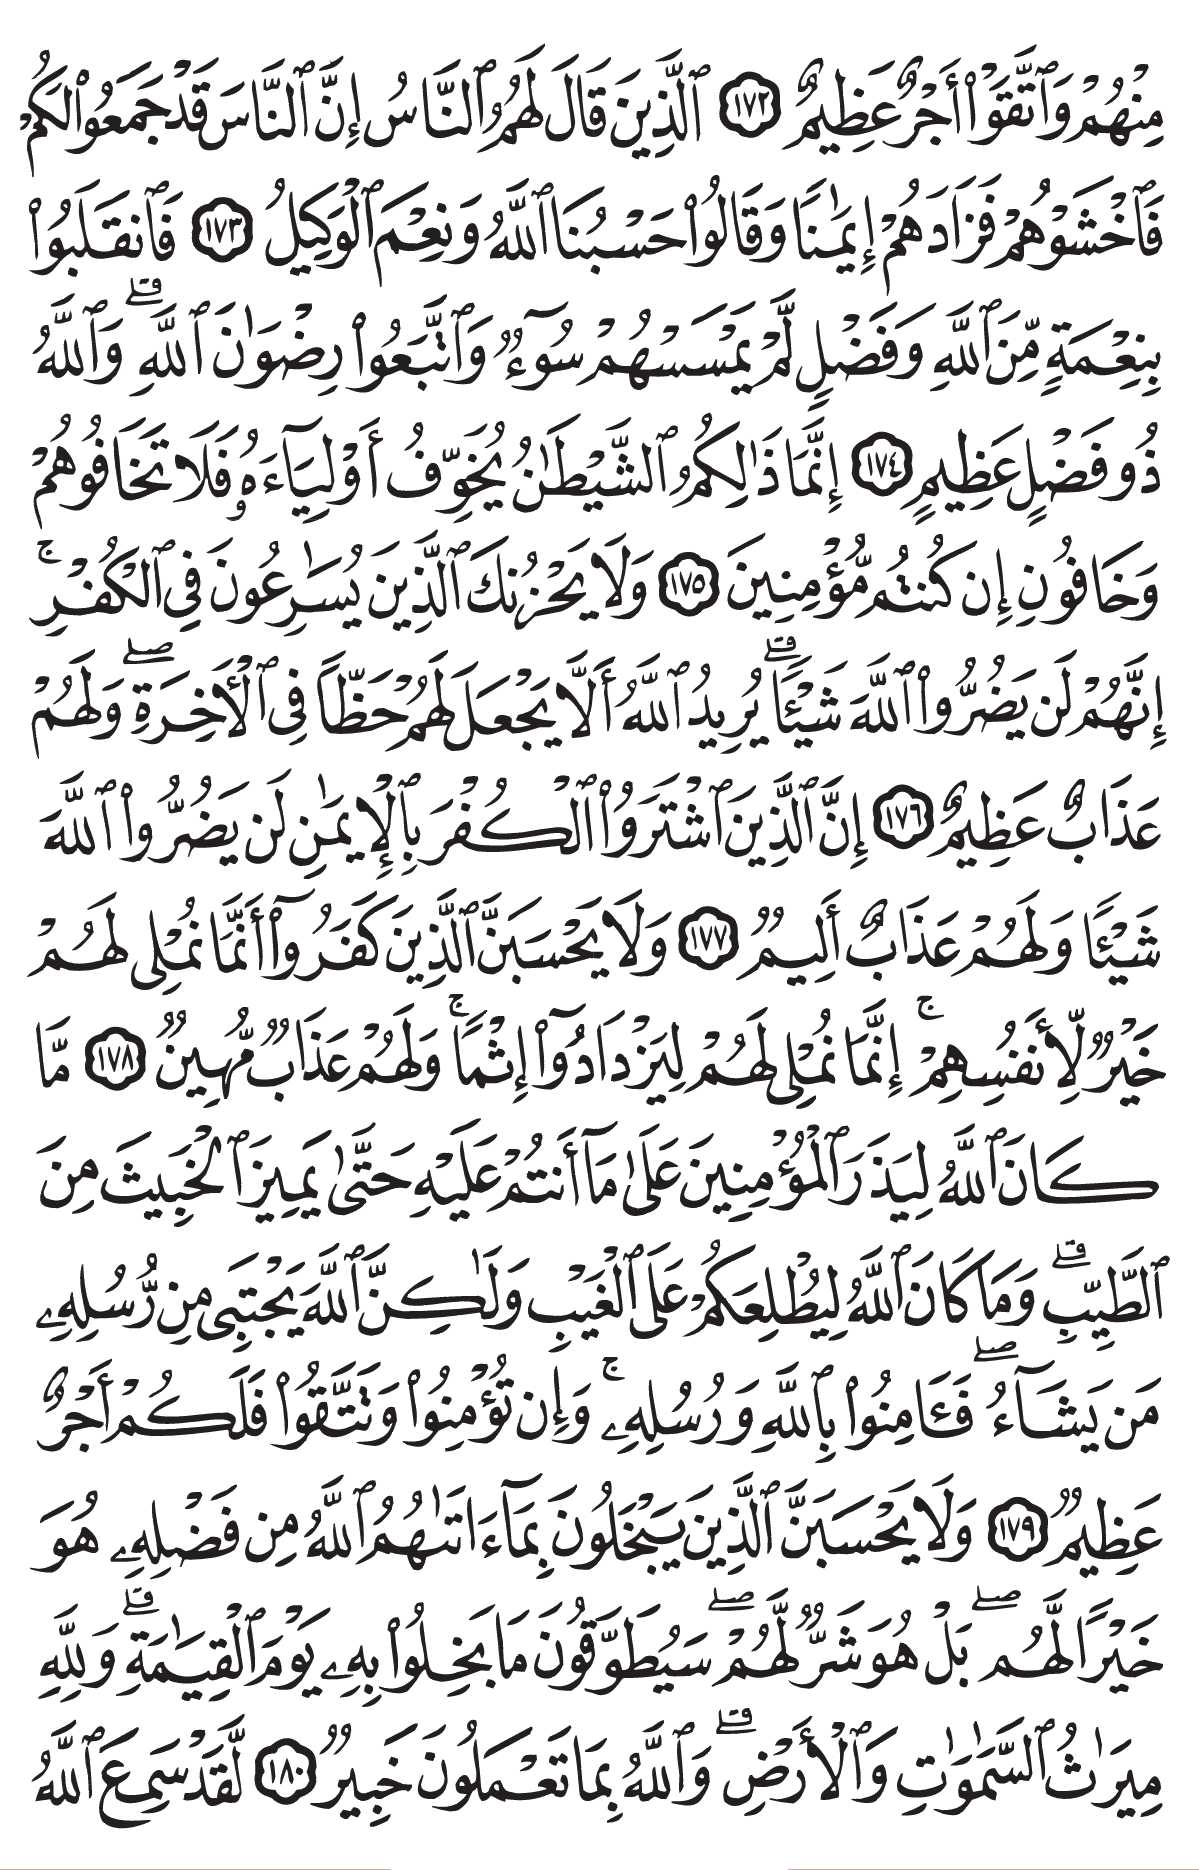 مِنْهُمْ وَٱتَّقَوْا۟ أَجْرٌ عَظِيمٌ ١٧٢ ٱلَّذِينَ قَالَ لَهُمُ ٱلنَّاسُ إِنَّ ٱلنَّاسَ قَدْ جَمَعُوا۟ لَكُمْ
فَٱخْشَوْهُمْ فَزَادَهُمْ إِيمَٰنًا وَقَالُوا۟ حَسْبُنَا ٱللَّهُ وَنِعْمَ ٱلْوَكِيلُ ١٧٣ فَٱنقَلَبُوا۟
بِنِعْمَةٍ مِّنَ ٱللَّهِ وَفَضْلٍ لَّمْ يَمْسَسْهُمْ سُوٓءٌ وَٱتَّبَعُوا۟ رِضْوَٰنَ ٱللَّهِ ۗ وَٱللَّهُ
ذُو فَضْلٍ عَظِيمٍ ١٧٤ إِنَّمَا ذَٰلِكُمُ ٱلشَّيْطَٰنُ يُخَوِّفُ أَوْلِيَآءَهُۥ فَلَا تَخَافُوهُمْ
وَخَافُونِ إِن كُنتُم مُّؤْمِنِينَ ١٧٥ وَلَا يَحْزُنكَ ٱلَّذِينَ يُسَٰرِعُونَ فِى ٱلْكُفْرِ ۚ
إِنَّهُمْ لَن يَضُرُّوا۟ ٱللَّهَ شَيْـًٔا ۗ يُرِيدُ ٱللَّهُ أَلَّا يَجْعَلَ لَهُمْ حَظًّا فِى ٱلْـَٔاخِرَةِ ۖ وَلَهُمْ
عَذَابٌ عَظِيمٌ ١٧٦ إِنَّ ٱلَّذِينَ ٱشْتَرَوُا۟ ٱلْكُفْرَ بِٱلْإِيمَٰنِ لَن يَضُرُّوا۟ ٱللَّهَ
شَيْـًٔا وَلَهُمْ عَذَابٌ أَلِيمٌ ١٧٧ وَلَا يَحْسَبَنَّ ٱلَّذِينَ كَفَرُوٓا۟ أَنَّمَا نُمْلِى لَهُمْ
خَيْرٌ لِّأَنفُسِهِمْ ۚ إِنَّمَا نُمْلِى لَهُمْ لِيَزْدَادُوٓا۟ إِثْمًا ۚ وَلَهُمْ عَذَابٌ مُّهِينٌ ١٧٨ مَّا
كَانَ ٱللَّهُ لِيَذَرَ ٱلْمُؤْمِنِينَ عَلَىٰ مَآ أَنتُمْ عَلَيْهِ حَتَّىٰ يَمِيزَ ٱلْخَبِيثَ مِنَ
ٱلطَّيِّبِ ۗ وَمَا كَانَ ٱللَّهُ لِيُطْلِعَكُمْ عَلَى ٱلْغَيْبِ وَلَٰكِنَّ ٱللَّهَ يَجْتَبِى مِن رُّسُلِهِۦ
مَن يَشَآءُ ۖ فَـَٔامِنُوا۟ بِٱللَّهِ وَرُسُلِهِۦ ۚ وَإِن تُؤْمِنُوا۟ وَتَتَّقُوا۟ فَلَكُمْ أَجْرٌ
عَظِيمٌ ١٧٩ وَلَا يَحْسَبَنَّ ٱلَّذِينَ يَبْخَلُونَ بِمَآ ءَاتَىٰهُمُ ٱللَّهُ مِن فَضْلِهِۦ هُوَ
خَيْرًا لَّهُم ۖ بَلْ هُوَ شَرٌّ لَّهُمْ ۖ سَيُطَوَّقُونَ مَا بَخِلُوا۟ بِهِۦ يَوْمَ ٱلْقِيَٰمَةِ ۗ وَلِلَّهِ
مِيرَٰثُ ٱلسَّمَٰوَٰتِ وَٱلْأَرْضِ ۗ وَٱللَّهُ بِمَا تَعْمَلُونَ خَبِيرٌ ١٨٠ لَّقَدْ سَمِعَ ٱللَّهُ